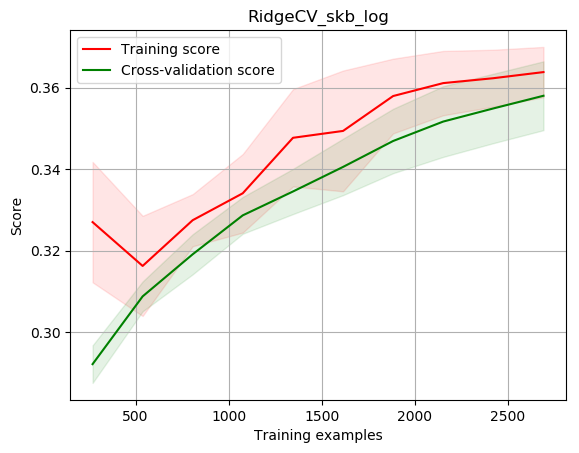 RidgeCV_skb_log
Training score
Cross-validation score
0.36
0.34
0.32
0.30
Score
500
1000
1500
2000
2500
Training examples